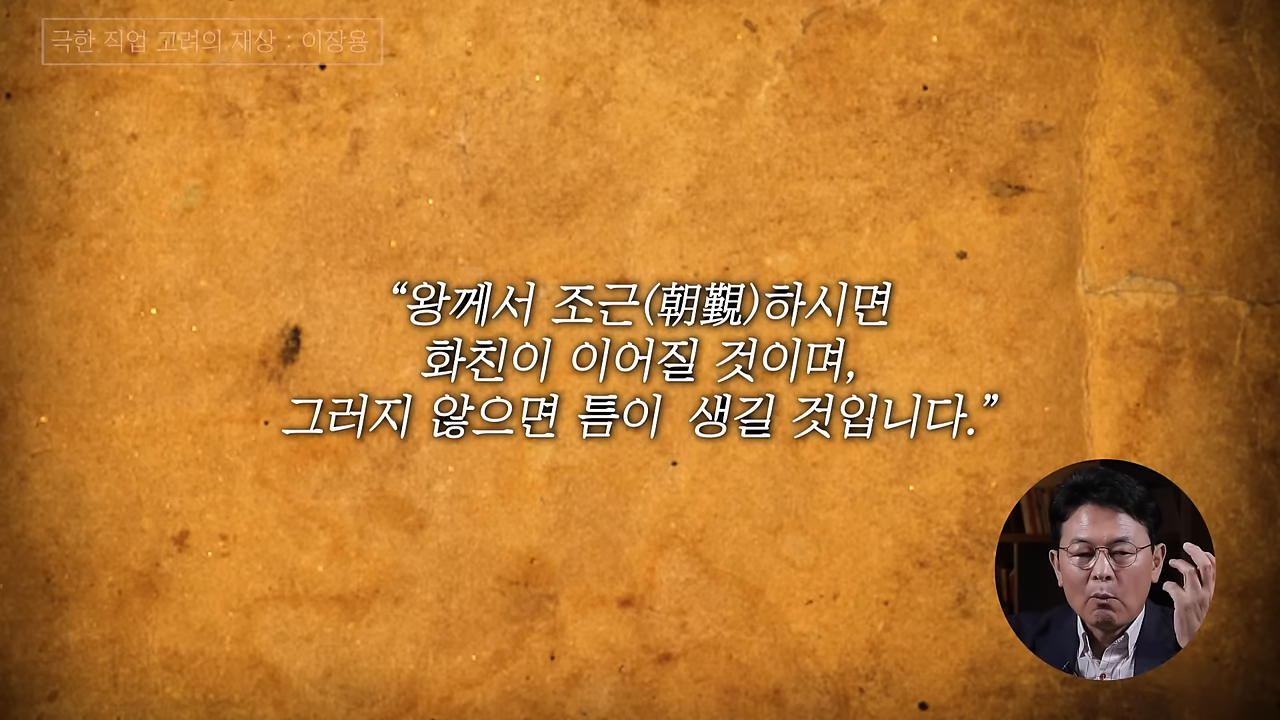 극한 직업 고려의 재상 : 이장용
“왕께서 조근(朝覲)하시면
화친이 이어질 것이며,
그러지 않으면 틈이 생길 것입니다.”